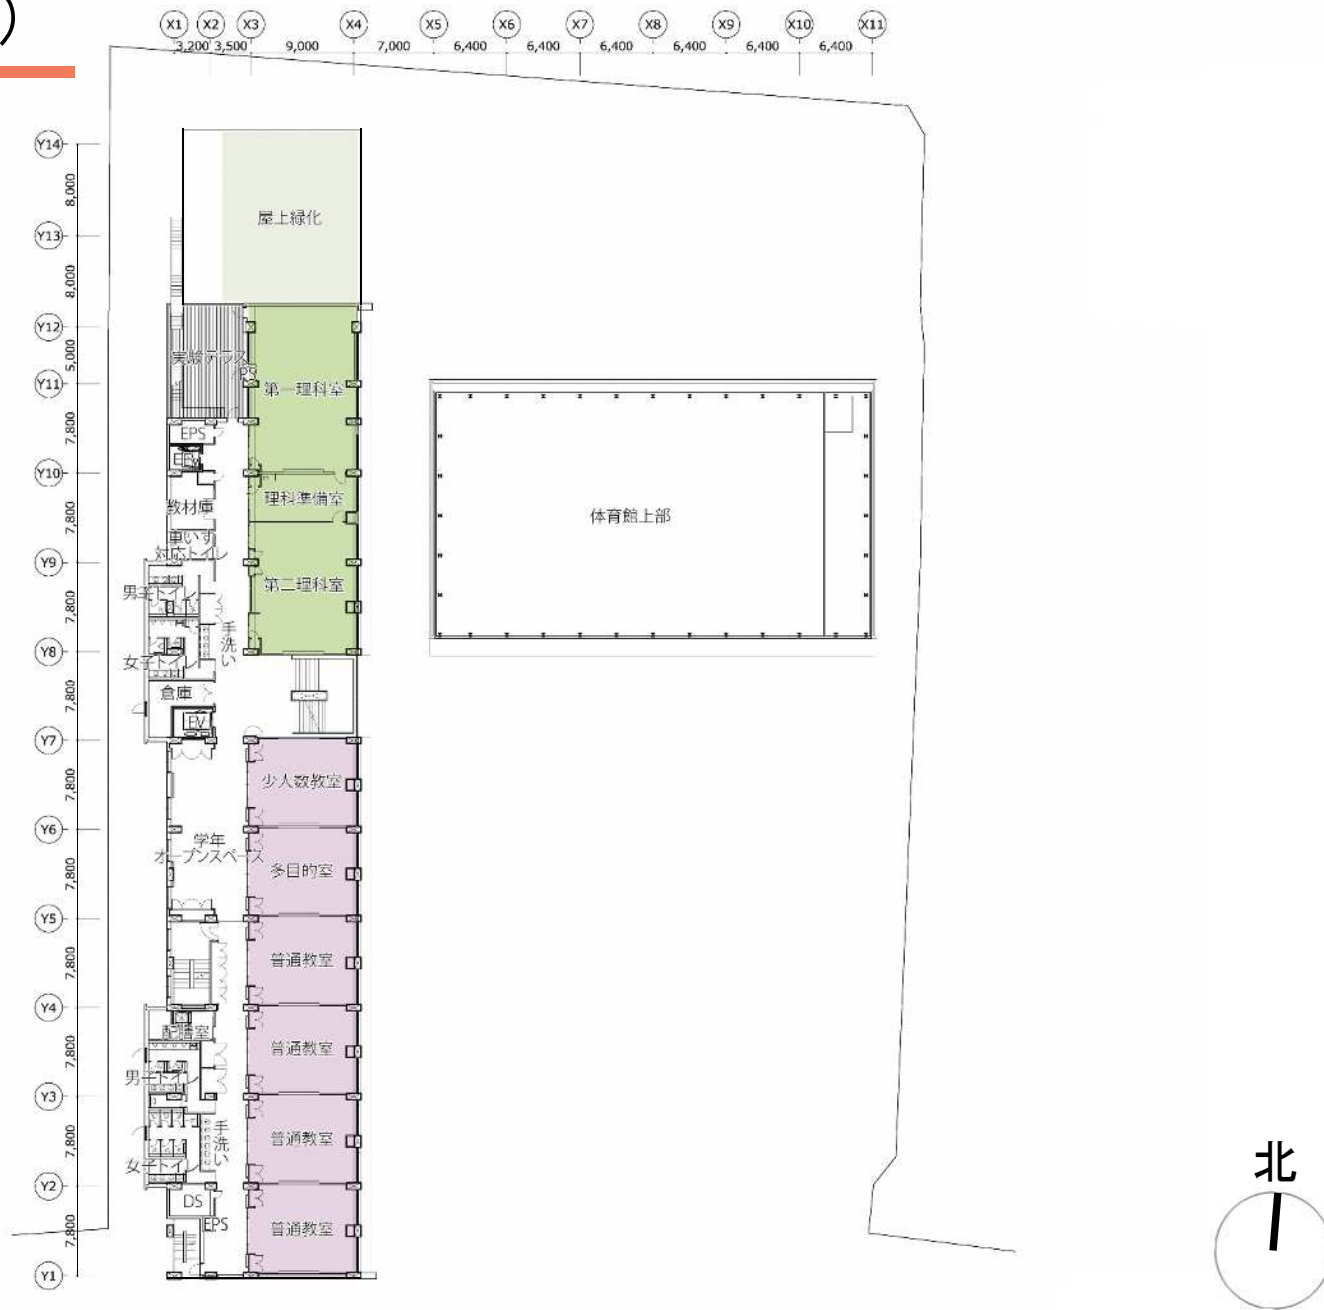 )
X1 X2 X3 X4 X5 X6 X7 X8 X9 X10 X11
3,200 3,500 9,000 7,000 6,400 6,400 6,400 6,400 6,400 6,400
Y14
8,000
Y13
8,000
Y12
5,000
Y11
7,800
Y10
7,800
Y9
7,800
Y8
7,800
Y7
7,800
Y6
7,800
Y5
7,800
Y4
7,800
Y3
7,800
Y2
7,800
Y1
屋上緑化
実験テラス
PS
第一理科室
EPS
EV
理科準備室
教材庫
車いす
対応トイレ
第二理科室
男子トイレ
手洗い
女子トイレ
倉庫
EV
少人数教室
学年
オープンスペース
多目的室
普通教室
配膳室
普通教室
男子トイレ
手洗い
普通教室
女子トイレ
DS
EPS
普通教室
体育館上部
北